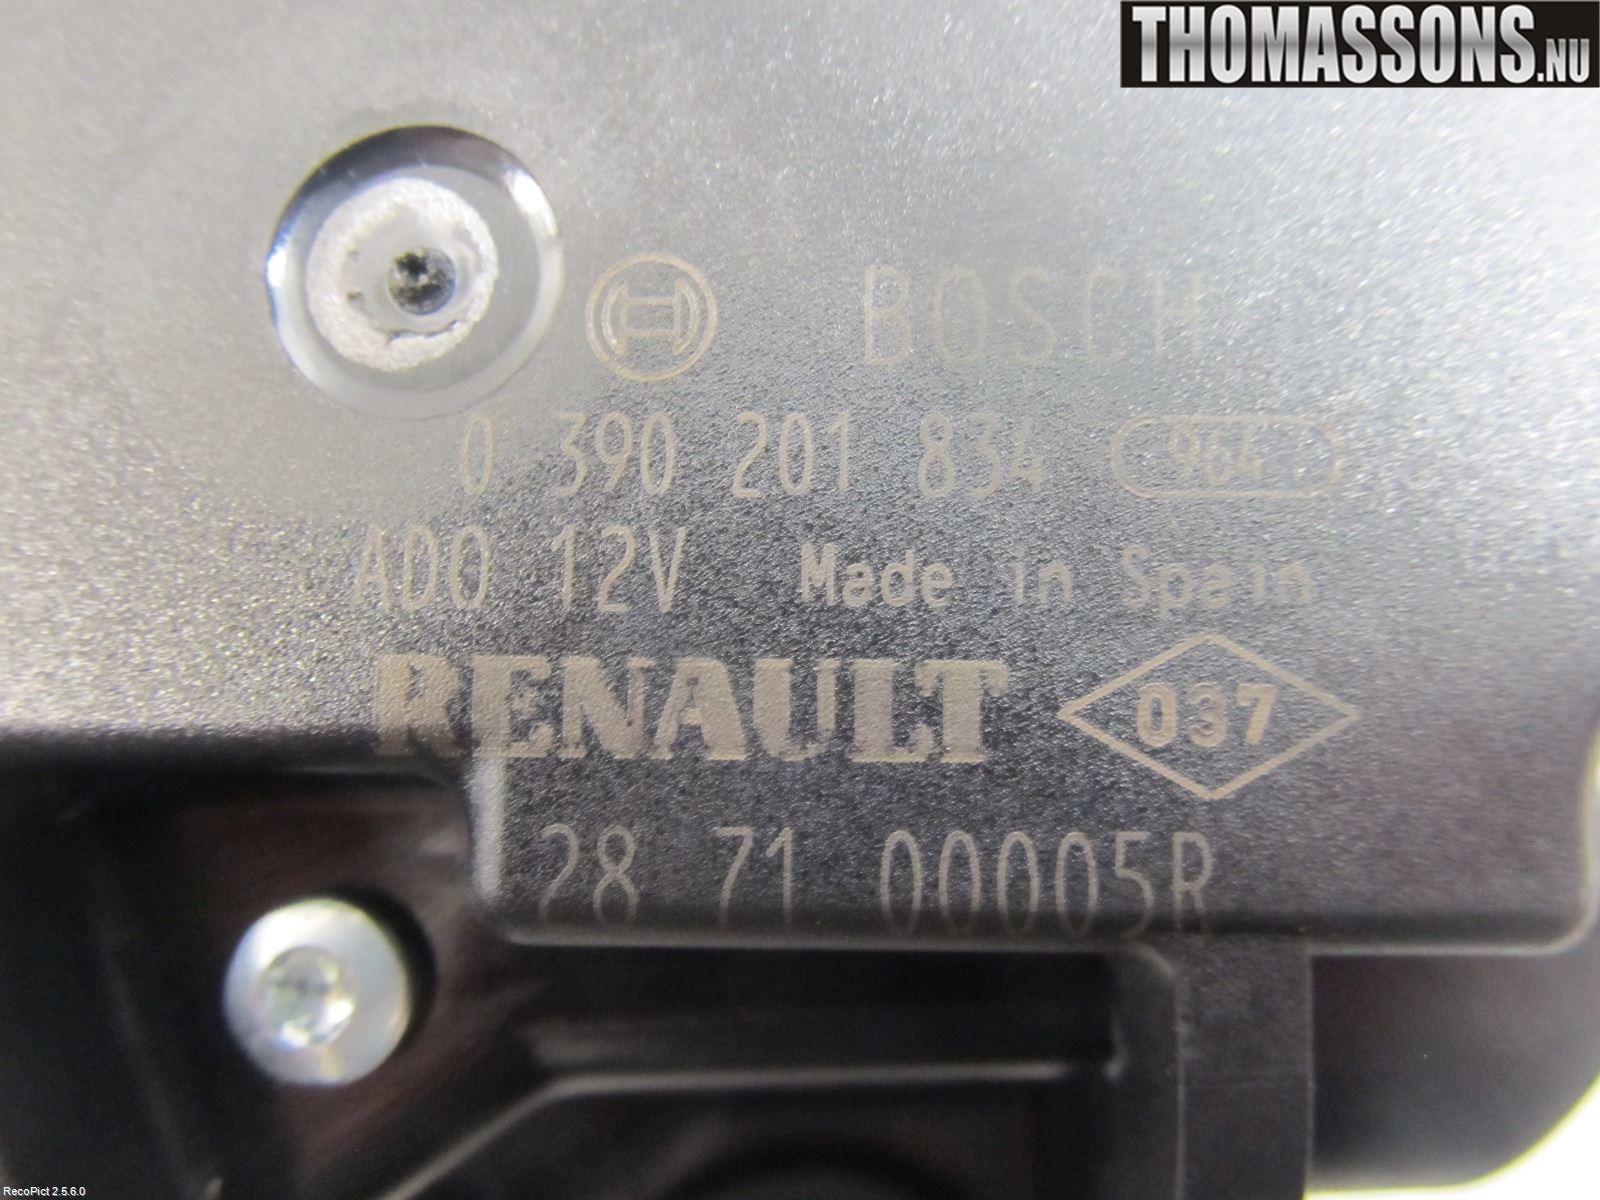 THOMASSONS.NU
BOSCH
0 390 201 834 964
ADO 12V Made in Spain
RENAULT 037
28 71 00005R
RecoPict 2.5.6.0